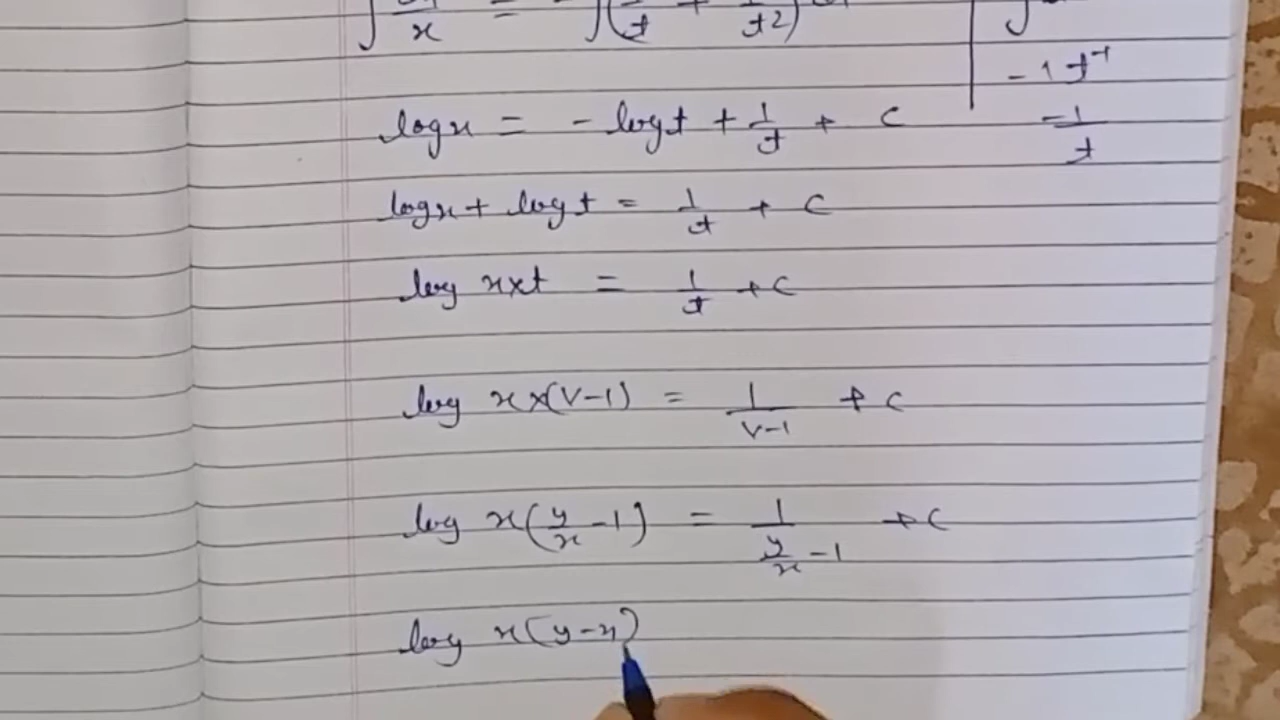 x = t + t2)
- 1 t⁻¹
log x = - log t + 1/t + c
- 1/t
log x + log t = 1/t + c
log x×t = 1/t + c
log x×(v-1) = 1/(v-1) + c
log x(y/x - 1) = 1/(y/x - 1) + c
log x(y-x)